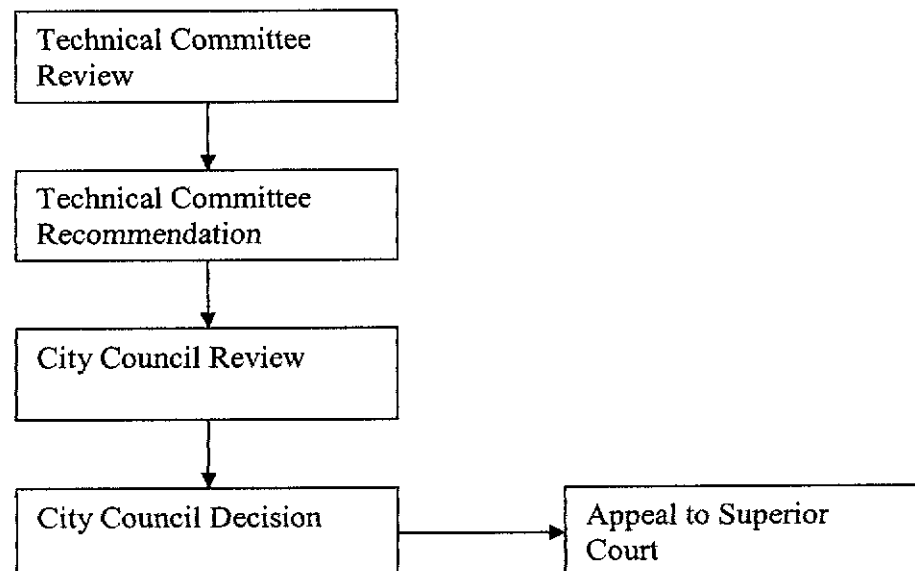 Technical Committee
Review
Technical Committee
Recommendation
City Council Review
City Council Decision
Appeal to Superior
Court